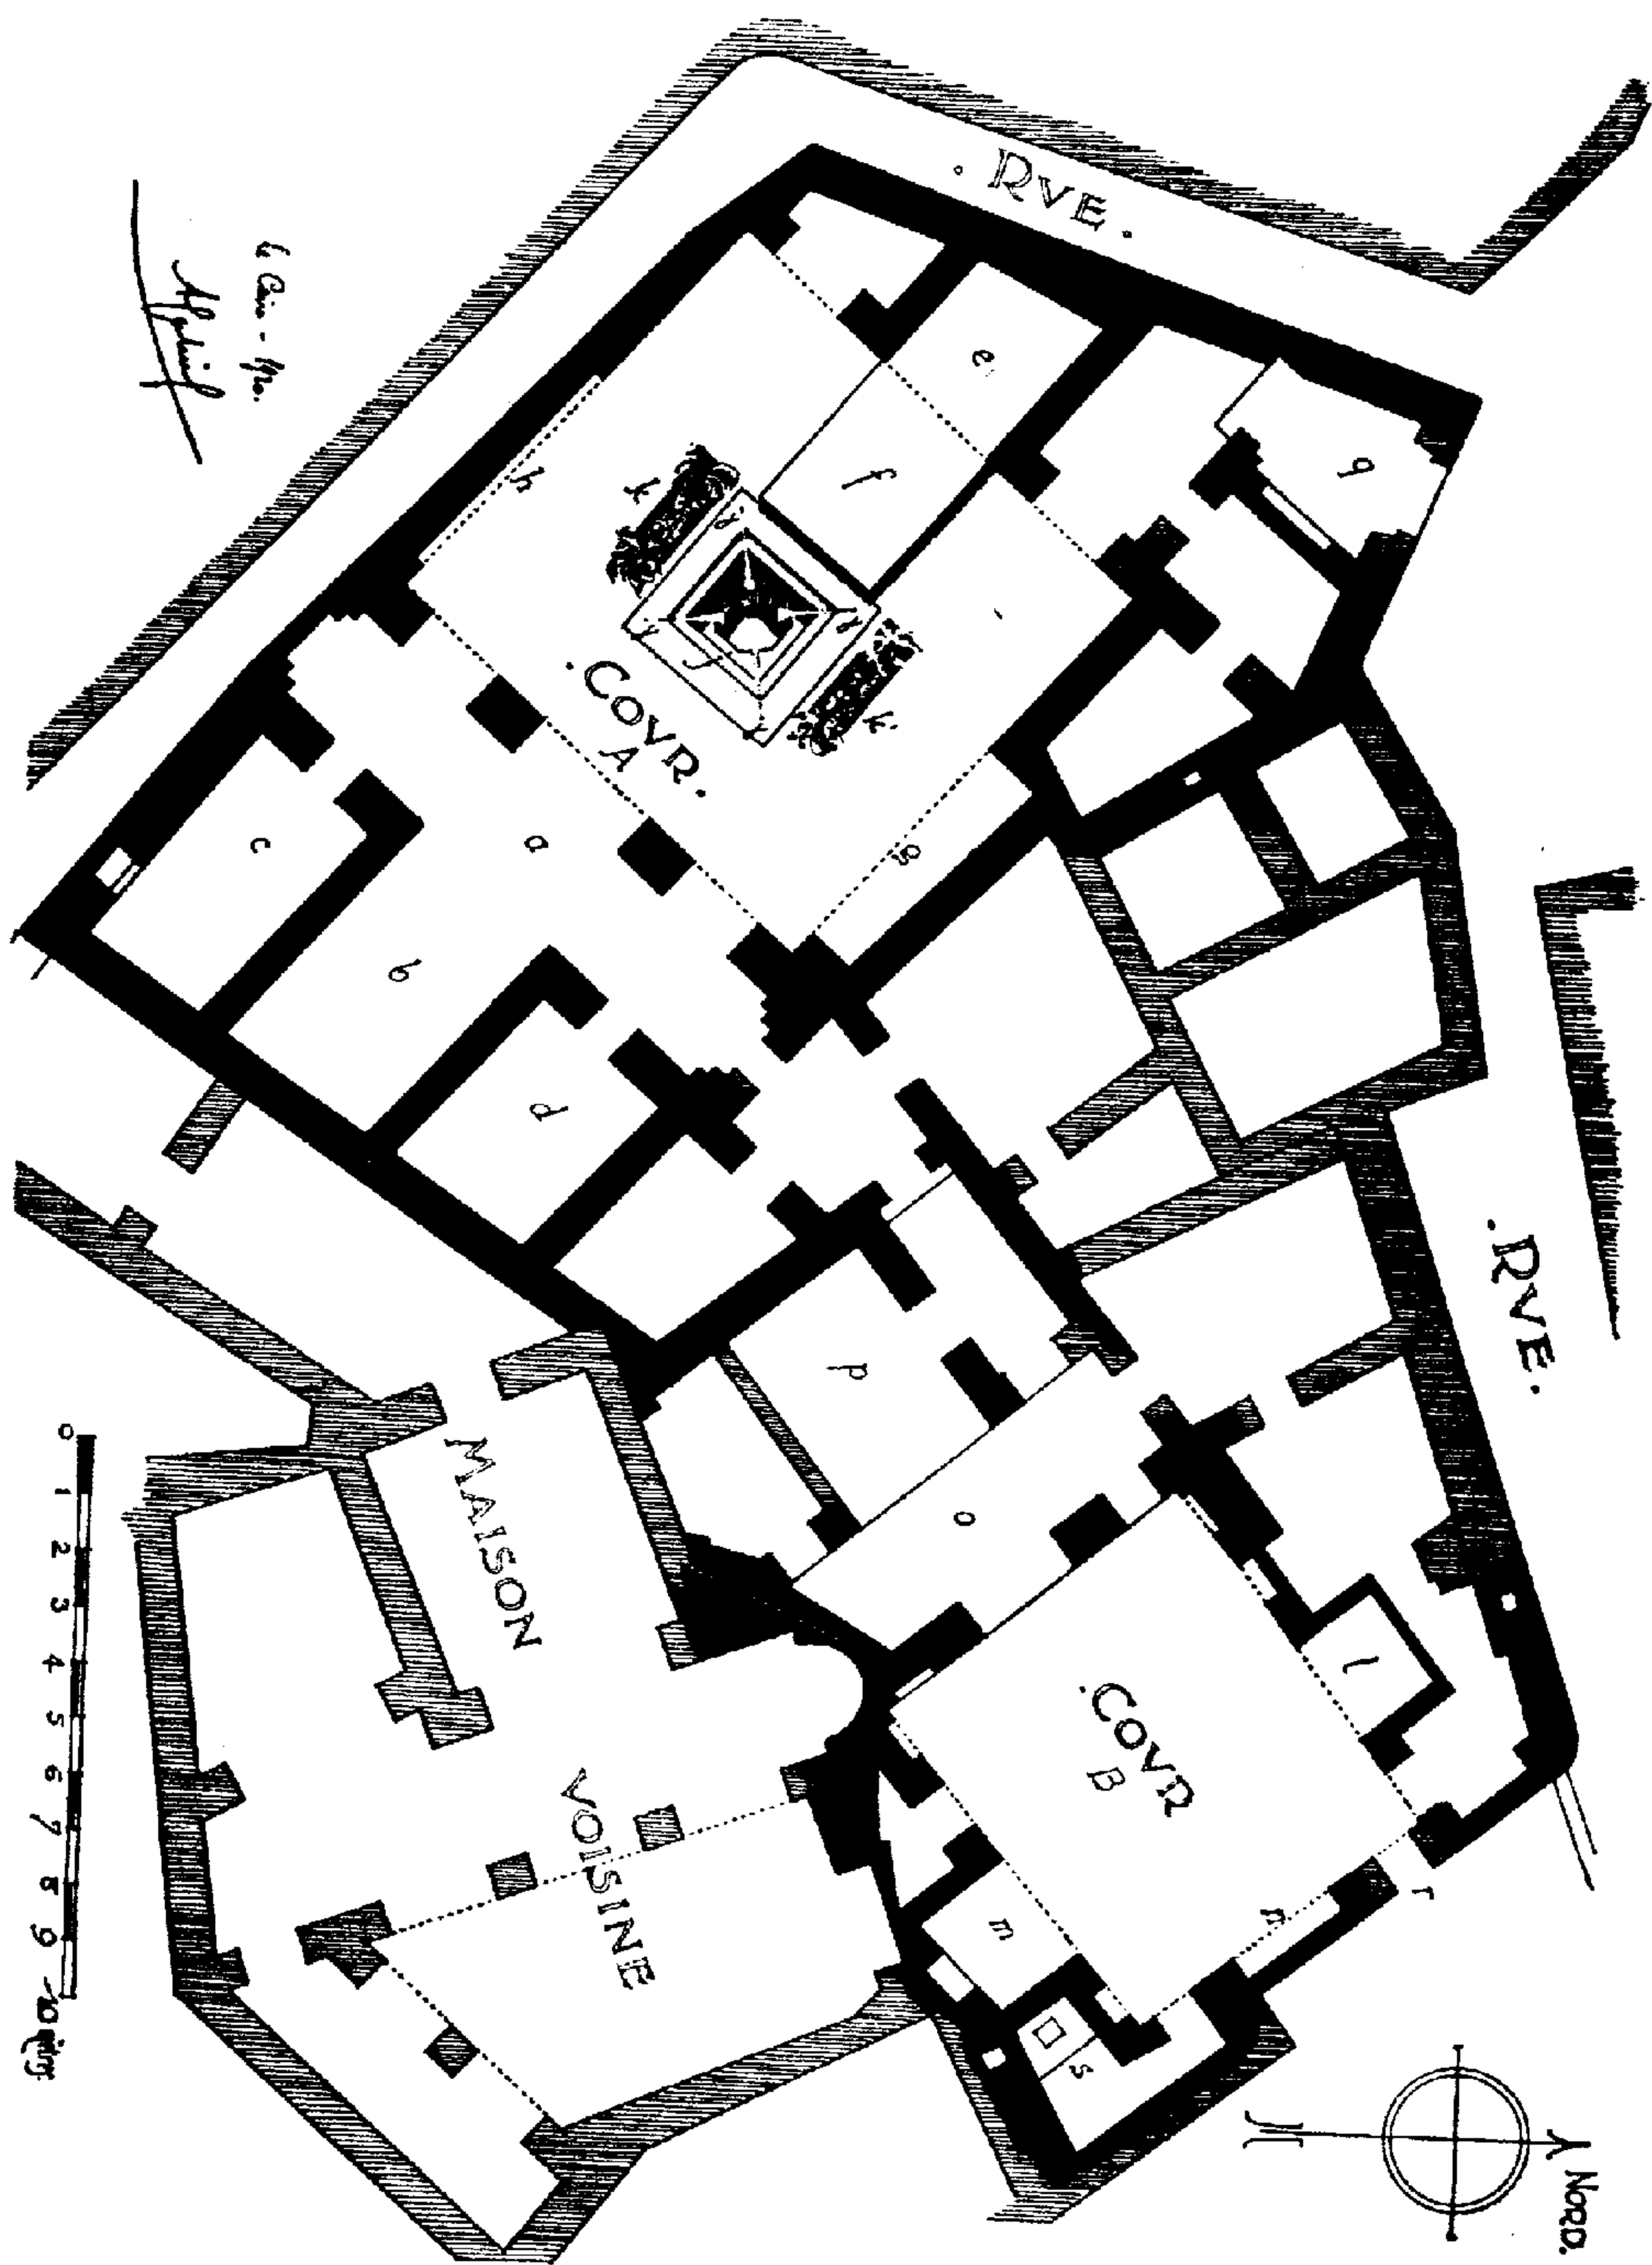 . RVE .
e
q
f
h
k
j
. COVR .
A
k
c
a
g
b
d
. RVE .
p
MAISON
VOISINE
o
l
. COVR
B
m
n
r
s
0 1 2 3 4 5 6 7 8 9 10
NORD.